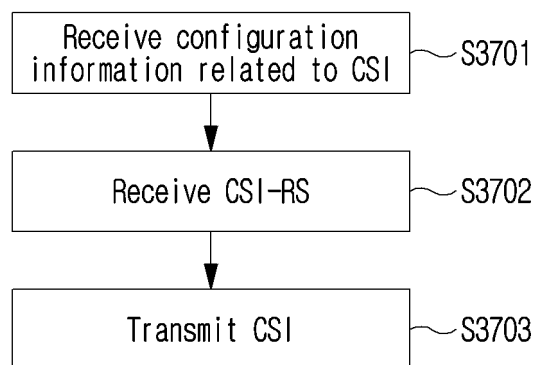 Receive configuration
information related to CSI
S3701
Receive CSI-RS
S3702
Transmit CSI
S3703